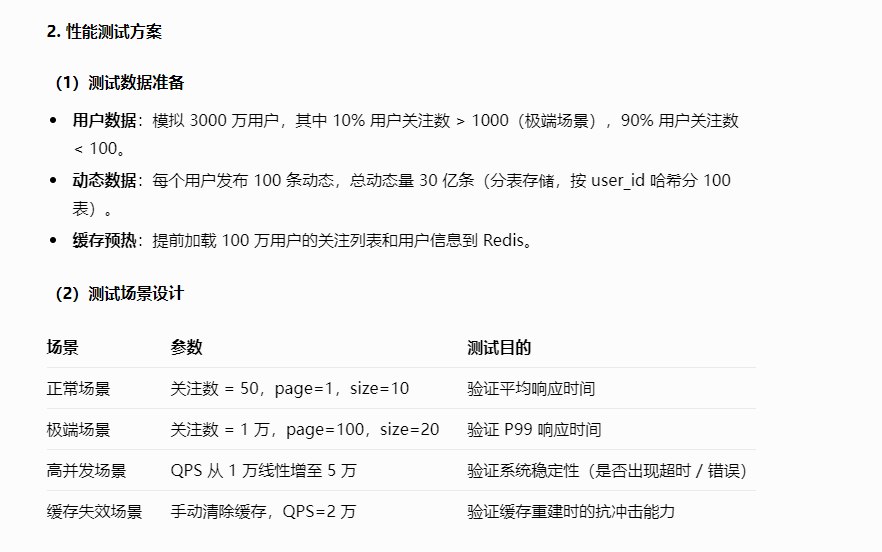 2. 性能测试方案
（1）测试数据准备
• 用户数据：模拟 3000 万用户，其中 10% 用户关注数 > 1000（极端场景），90% 用户关注数
< 100。
• 动态数据：每个用户发布 100 条动态，总动态量 30 亿条（分表存储，按 user_id 哈希分 100
表）。
• 缓存预热：提前加载 100 万用户的关注列表和用户信息到 Redis。
（2）测试场景设计
场景 参数 测试目的
正常场景 关注数 = 50，page=1，size=10 验证平均响应时间
极端场景 关注数 = 1 万，page=100，size=20 验证 P99 响应时间
高并发场景 QPS 从 1 万线性增至 5 万 验证系统稳定性（是否出现超时 / 错误）
缓存失效场景 手动清除缓存，QPS=2 万 验证缓存重建时的抗冲击能力